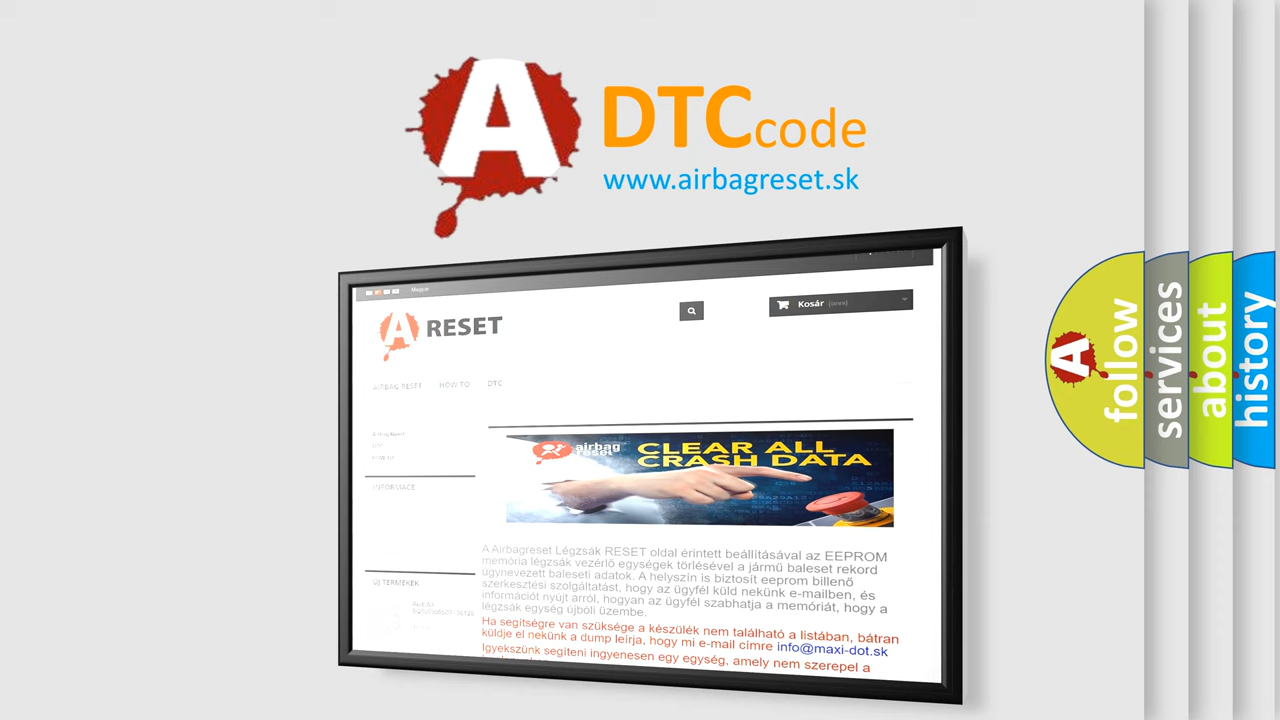 A DTCcode
www.airbagreset.sk
Magyar
A RESET
Kosár
AIRBAG RESET HOW TO DTC
airbag
reset
CLEAR ALL
CRASH DATA
INFORMACE
A Airbagreset Légzsák RESET oldal érintett beállításával az EEPROM
memória légzsák vezérlő egységek törlésével a jármű baleset rekord
úgynevezett baleseti adatok. A helyszín is biztosít eeprom billenő
szerkesztési szolgáltatást, hogy az ügyfél küld nekünk e-mailben, és
információt nyújt arról, hogyan az ügyfél szabhatja a memóriát, hogy a
légzsák egység újbóli üzembe.
Ha segítségre van szüksége a készülék nem található a listában, bátran
küldje el nekünk a dump leírja, hogy mi e-mail címre info@maxi-dot.sk
Igyekszünk segíteni ingyenesen egy egység, amely nem szerepel a
ÚJ TERMÉKEK
A
follow
services
about
history